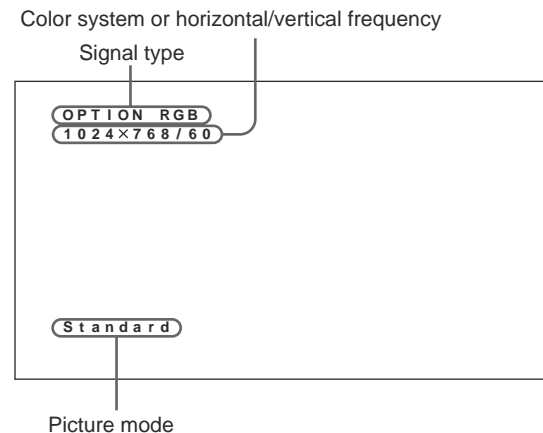 Color system or horizontal/vertical frequency
Signal type
OPTION RGB
1024×768/60
Standard
Picture mode